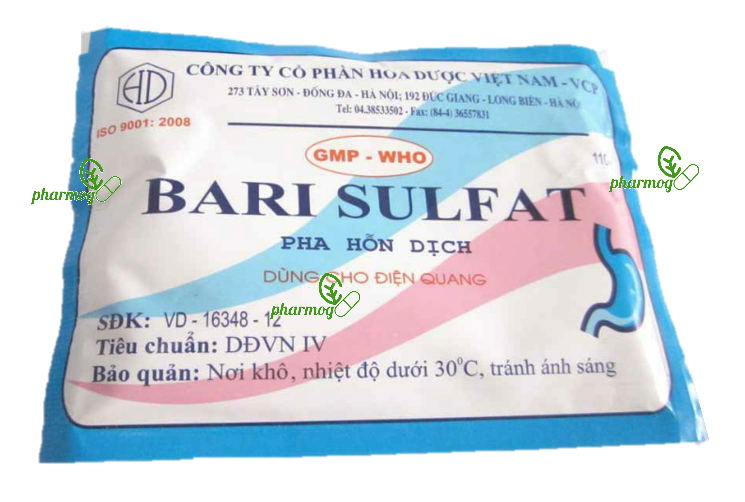 HD
CÔNG TY CỔ PHẦN HÓA DƯỢC VIỆT NAM - VCP
273 TÂY SƠN - ĐỐNG ĐA - HÀ NỘI; 192 ĐỨC GIANG - LONG BIÊN - HÀ NỘI
Tel: 04.38533502 - Fax: (84-4) 36557831
ISO 9001: 2008
GMP - WHO
BARI SULFAT
PHA HỖN DỊCH
DÙNG CHO ĐIỆN QUANG
SĐK: VD - 16348 - 12
Tiêu chuẩn: DĐVN IV
Bảo quản: Nơi khô, nhiệt độ dưới 30⁰C, tránh ánh sáng
pharmog
pharmog
pharmog